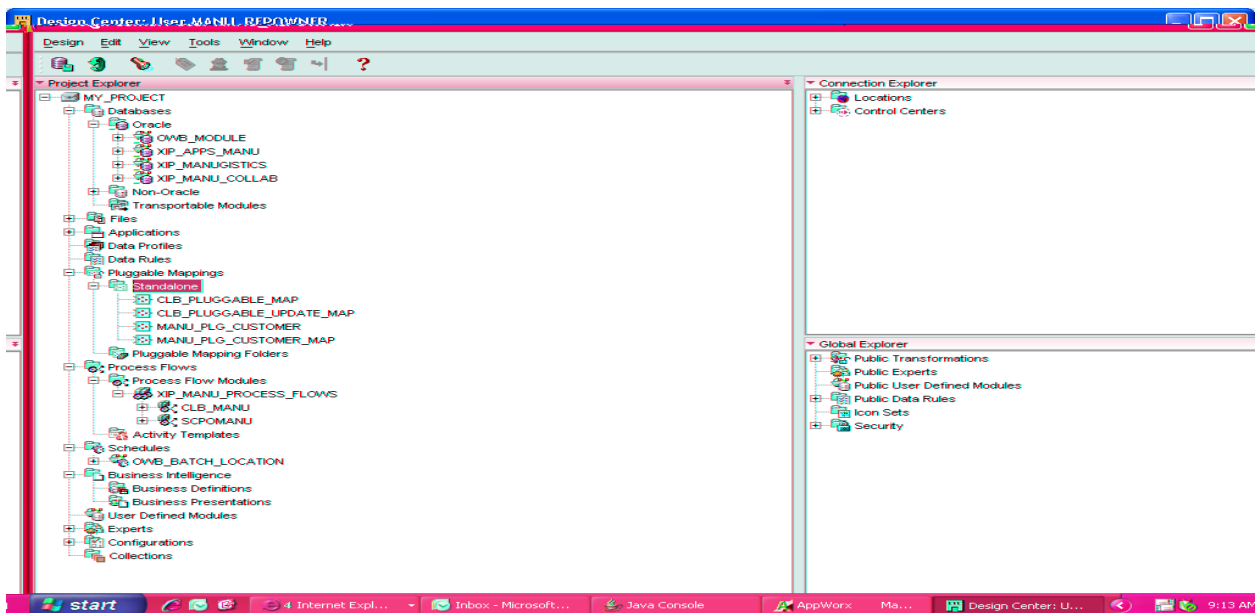 Design Center: User MANU_REPOWNER
Design Edit View Tools Window Help
Project Explorer
MY_PROJECT
Databases
Oracle
OWB_MODULE
XIP_APPS_MANU
XIP_MANUGISTICS
XIP_MANU_COLLAB
Non-Oracle
Transportable Modules
Files
Applications
Data Profiles
Data Rules
Pluggable Mappings
Standalone
CLB_PLUGGABLE_MAP
CLB_PLUGGABLE_UPDATE_MAP
MANU_PLG_CUSTOMER
MANU_PLG_CUSTOMER_MAP
Pluggable Mapping Folders
Process Flows
Process Flow Modules
XIP_MANU_PROCESS_FLOWS
CLB_MANU
SCPOMANU
Activity Templates
Schedules
OWB_BATCH_LOCATION
Business Intelligence
Business Definitions
Business Presentations
User Defined Modules
Experts
Configurations
Collections
Connection Explorer
Locations
Control Centers
Global Explorer
Public Transformations
Public Experts
Public User Defined Modules
Public Data Rules
Icon Sets
Security
start 4 Internet Expl... Inbox - Microsoft... Java Console AppWorx Ma... Design Center: U... 9:13 AM